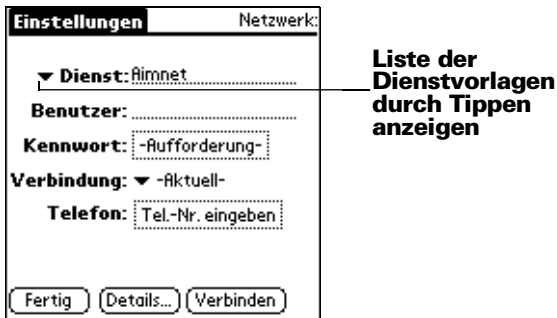 Einstellungen Netzwerk:
Dienst: Aimnet
Benutzer:
Kennwort: -Aufforderung-
Verbindung: -Aktuell-
Telefon: Tel.-Nr. eingeben
Fertig Details... Verbinden
Liste der
Dienstvorlagen
durch Tippen
anzeigen